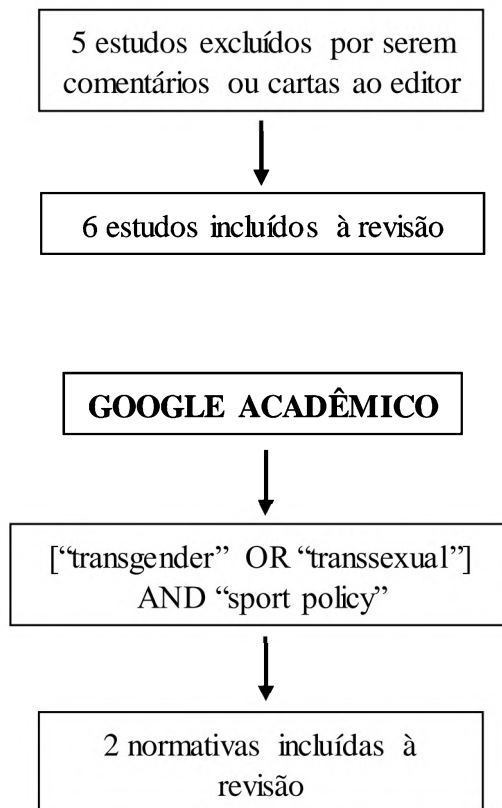 5 estudos excluídos por serem
comentários ou cartas ao editor
6 estudos incluídos à revisão
GOOGLE ACADÊMICO
[“transgender” OR “transsexual”]
AND “sport policy”
2 normativas incluídas à
revisão